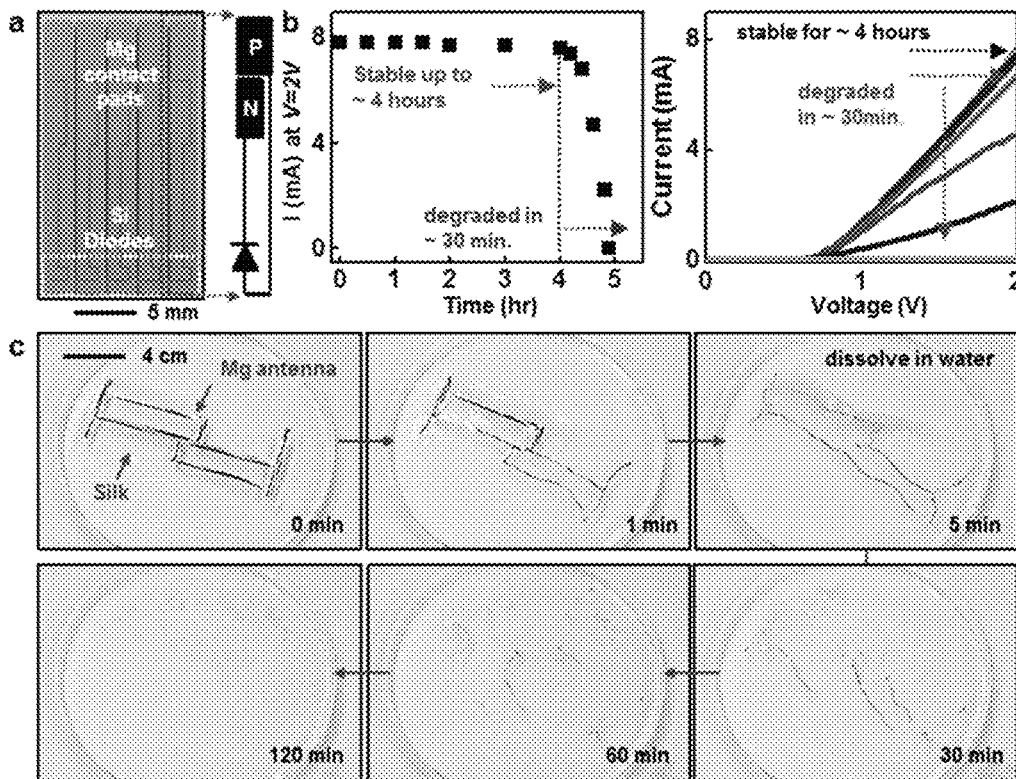 a
Mg
contact
pads
Si
Diodes
5 mm
P
N
b
I (mA) at V=2V
8
4
0
Stable up to
~ 4 hours
degraded in
~ 30 min.
0 1 2 3 4 5
Time (hr)
Current (mA)
8
4
0
stable for ~ 4 hours
degraded
in ~ 30min.
0 1 2
Voltage (V)
c
4 cm
Mg antenna
Silk
0 min
1 min
dissolve in water
5 min
120 min
60 min
30 min